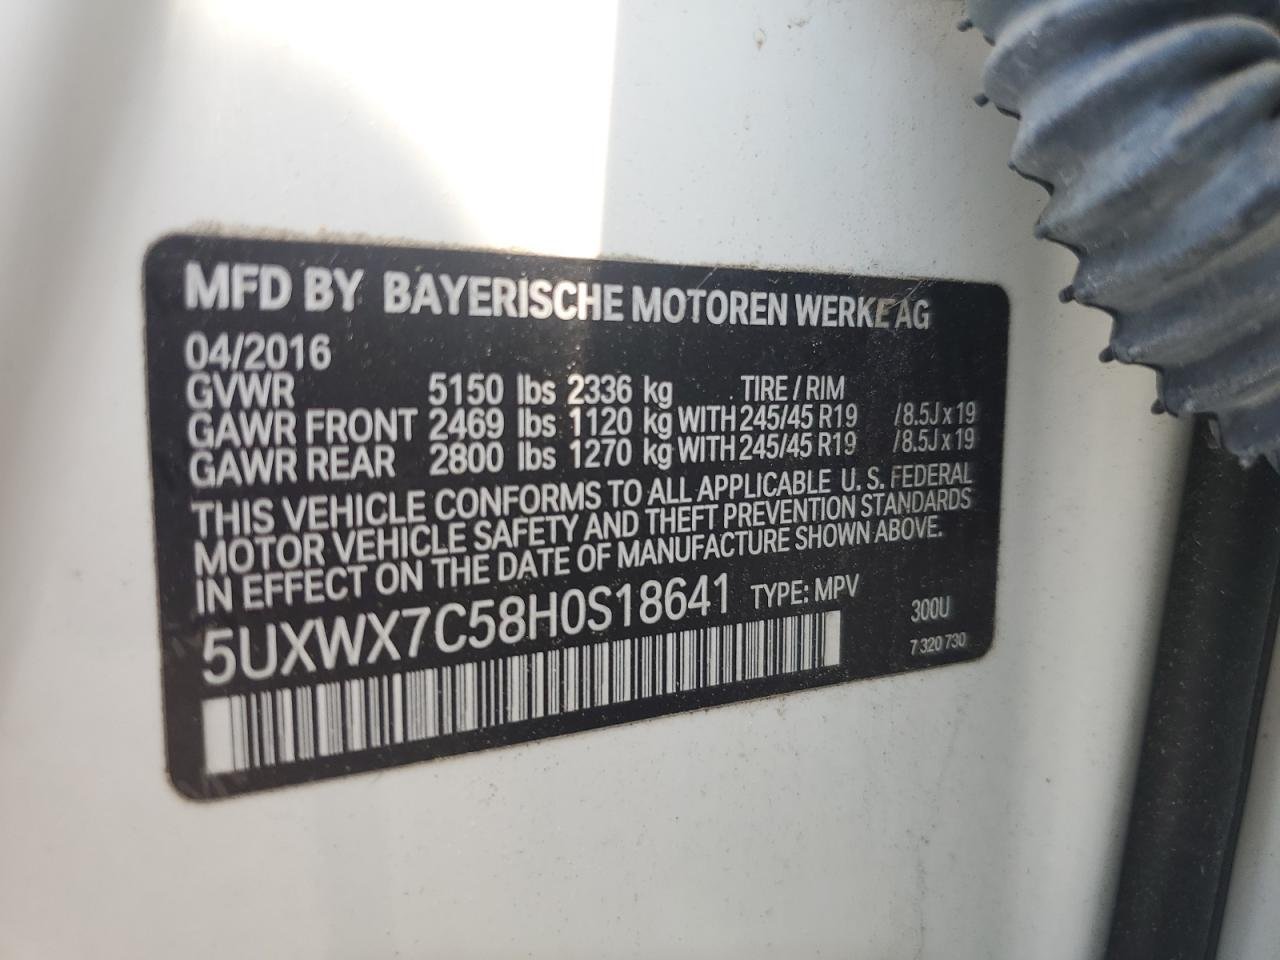 MFD BY BAYERISCHE MOTOREN WERKE AG
04/2016
GVWR 5150 lbs 2336 kg TIRE / RIM
GAWR FRONT 2469 lbs 1120 kg WITH 245/45 R19 /8.5J x 19
GAWR REAR 2800 lbs 1270 kg WITH 245/45 R19 /8.5J x 19
THIS VEHICLE CONFORMS TO ALL APPLICABLE U. S. FEDERAL
MOTOR VEHICLE SAFETY AND THEFT PREVENTION STANDARDS
IN EFFECT ON THE DATE OF MANUFACTURE SHOWN ABOVE.
5UXWX7C58H0S18641 TYPE: MPV
300U
7 320 730